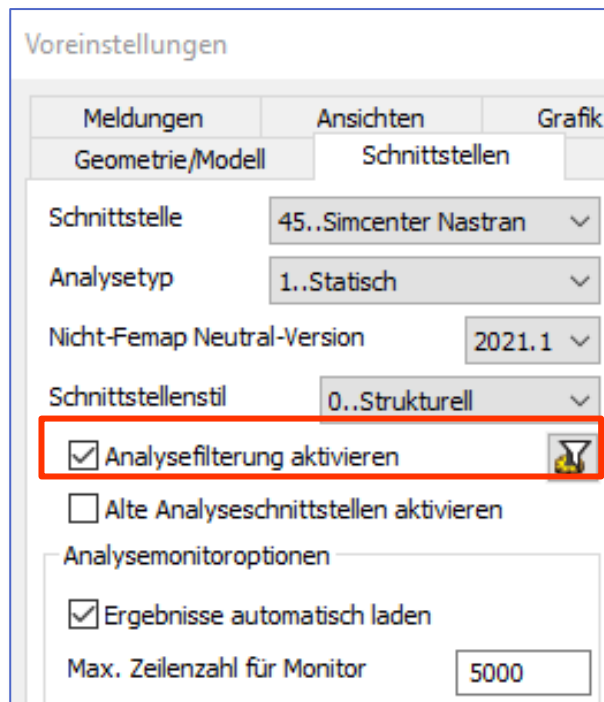 Voreinstellungen
Meldungen Ansichten Grafik
Geometrie/Modell Schnittstellen
Schnittstelle 45..Simcenter Nastran
Analysetyp 1..Statisch
Nicht-Femap Neutral-Version 2021.1
Schnittstellenstil 0..Strukturell
Analysefilterung aktivieren
Alte Analyseschnittstellen aktivieren
Analysemonitoroptionen
Ergebnisse automatisch laden
Max. Zeilenzahl für Monitor 5000